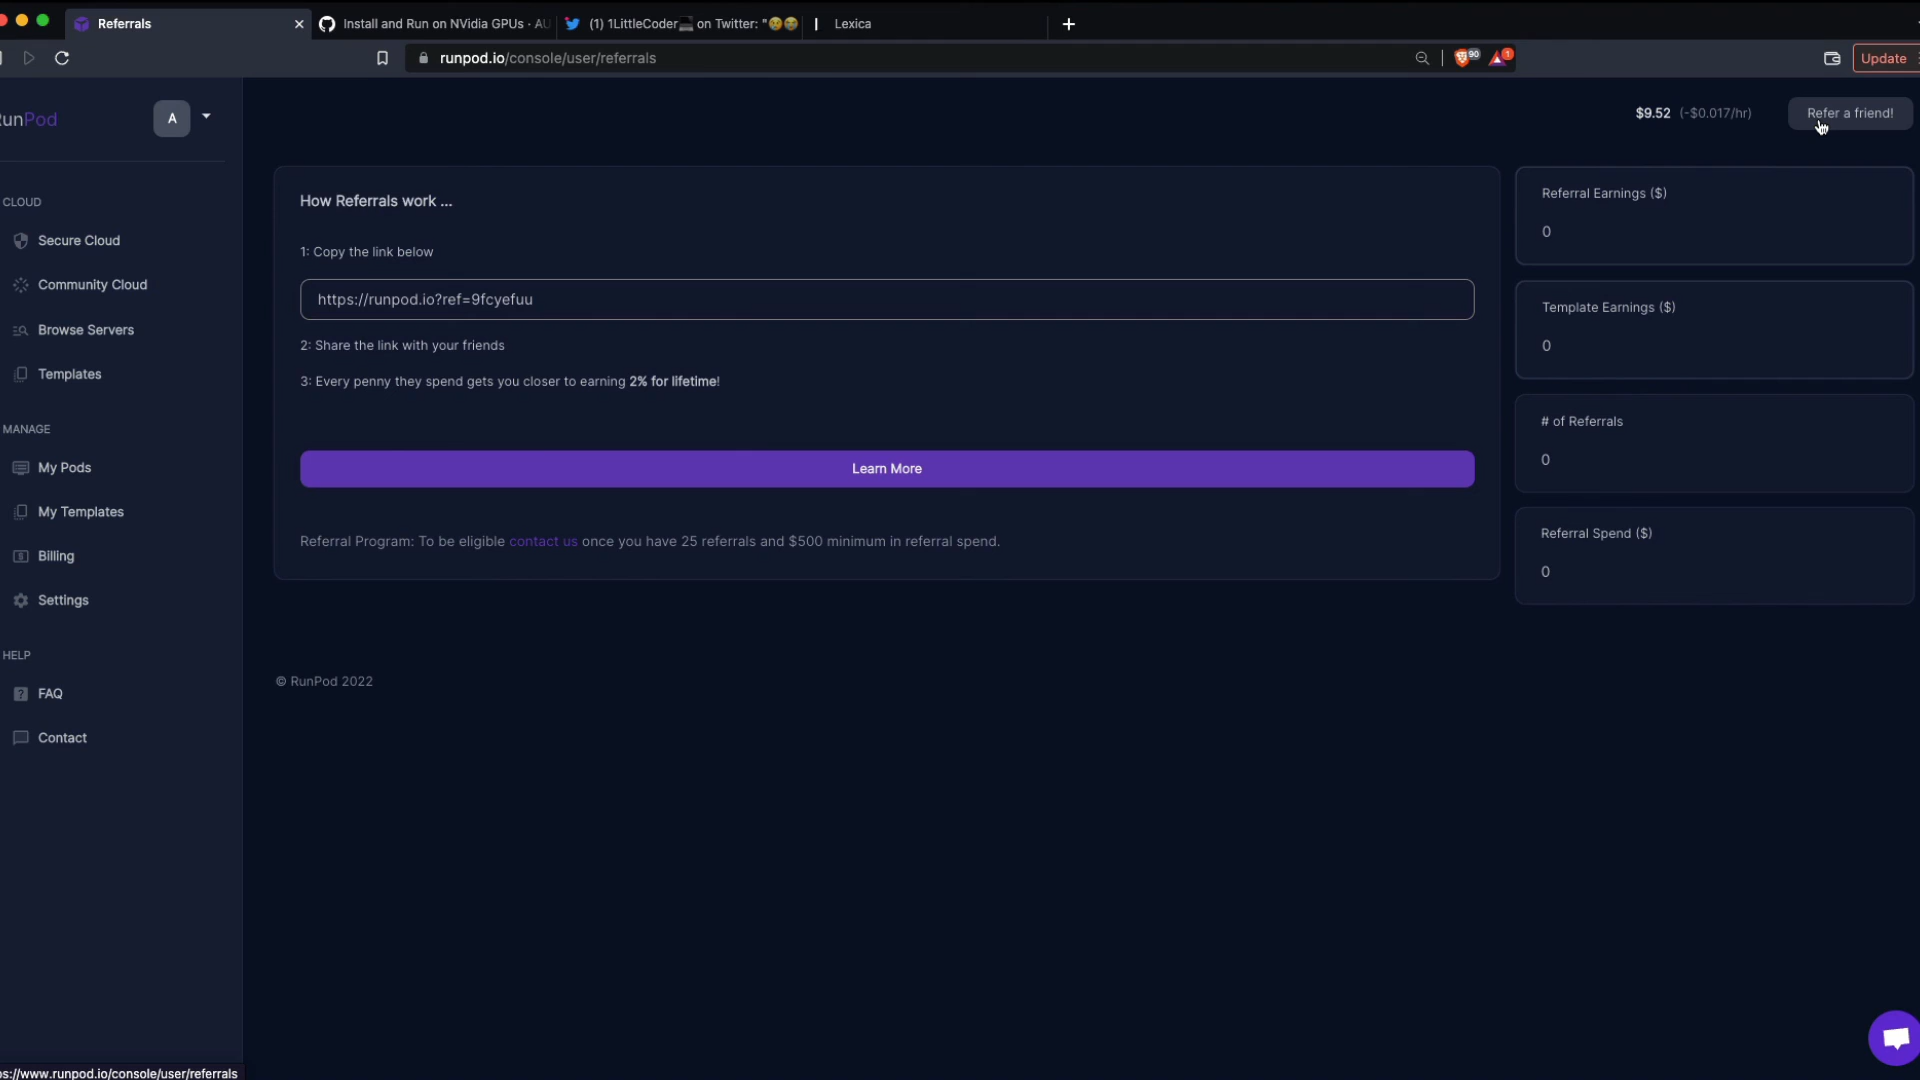 Referrals
Install and Run on NVidia GPUs · AU
(1) 1LittleCoder💻 on Twitter: "😢😭
Lexica
runpod.io/console/user/referrals
90
1
Update
unPod
A
$9.52 (-$0.017/hr)
Refer a friend!
CLOUD
Secure Cloud
Community Cloud
Browse Servers
Templates
MANAGE
My Pods
My Templates
Billing
Settings
HELP
FAQ
Contact
How Referrals work ...
1: Copy the link below
https://runpod.io?ref=9fcyefuu
2: Share the link with your friends
3: Every penny they spend gets you closer to earning 2% for lifetime!
Learn More
Referral Program: To be eligible contact us once you have 25 referrals and $500 minimum in referral spend.
Referral Earnings ($)
0
Template Earnings ($)
0
# of Referrals
0
Referral Spend ($)
0
© RunPod 2022
ps://www.runpod.io/console/user/referrals